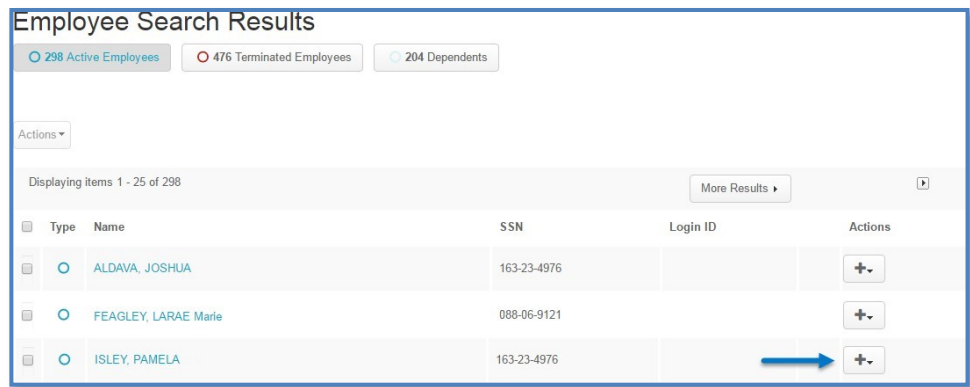 Employee Search Results
298 Active Employees 476 Terminated Employees 204 Dependents
Actions
Displaying items 1 - 25 of 298 More Results
Type Name SSN Login ID Actions
ALDAVA, JOSHUA 163-23-4976
FEAGLEY, LARAE Marie 088-06-9121
ISLEY, PAMELA 163-23-4976